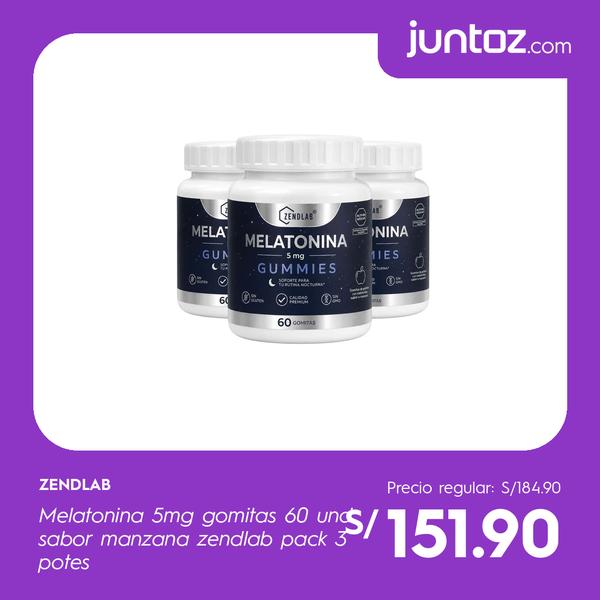 juntoz.com
ZENDLAB®
MELATONINA
5 mg
GUMMIES
SOPORTE PARA
TU RUTINA NOCTURNA*
SIN
GLUTEN
CALIDAD
PREMIUM
SIN
GMO
60 GOMITAS
ZENDLAB
Precio regular: S/184.90
Melatonina 5mg gomitas 60 und
sabor manzana zendlab pack 3
potes
S/151.90